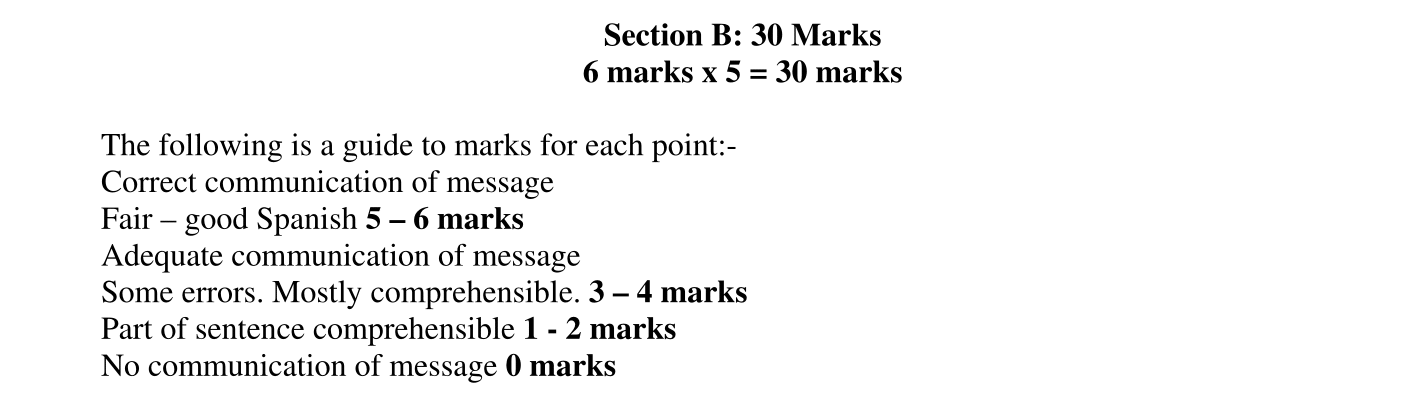 Section B: 30 Marks
6 marks x 5 = 30 marks
The following is a guide to marks for each point:-
Correct communication of message
Fair – good Spanish 5 – 6 marks
Adequate communication of message
Some errors. Mostly comprehensible. 3 – 4 marks
Part of sentence comprehensible 1 - 2 marks
No communication of message 0 marks